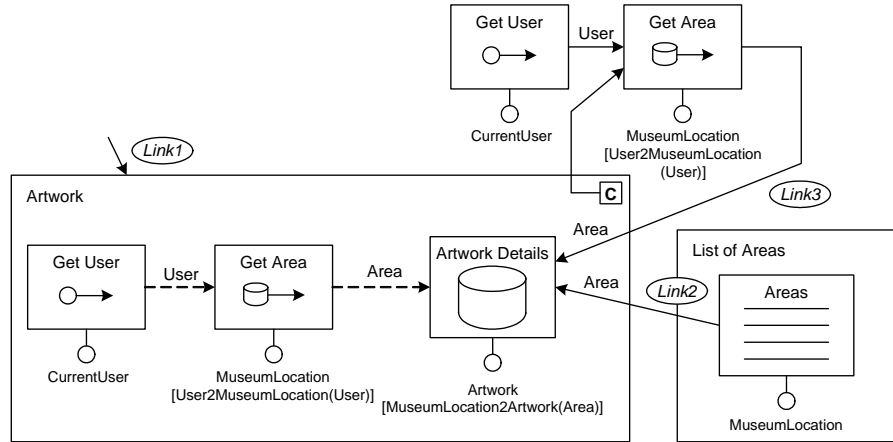 Get User
User
Get Area
CurrentUser
MuseumLocation
[User2MuseumLocation
(User)]
Link1
Artwork
C
Link3
Area
Get User
User
Get Area
Area
Artwork Details
Area
Link2
List of Areas
Areas
CurrentUser
MuseumLocation
[User2MuseumLocation(User)]
Artwork
[MuseumLocation2Artwork(Area)]
MuseumLocation